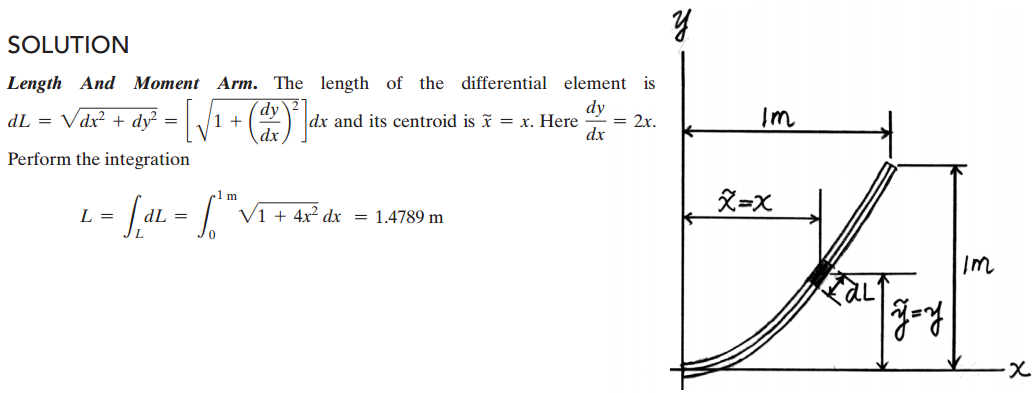 SOLUTION
Length And Moment Arm. The length of the differential element is
dL = √(dx² + dy²) = [√(1 + (dy/dx)²)]dx and its centroid is x̃ = x. Here dy/dx = 2x.
Perform the integration
L = ∫_L dL = ∫_0^{1 m} √(1 + 4x²) dx = 1.4789 m
y
1m
x̃=x
1m
dL
ỹ=y
x